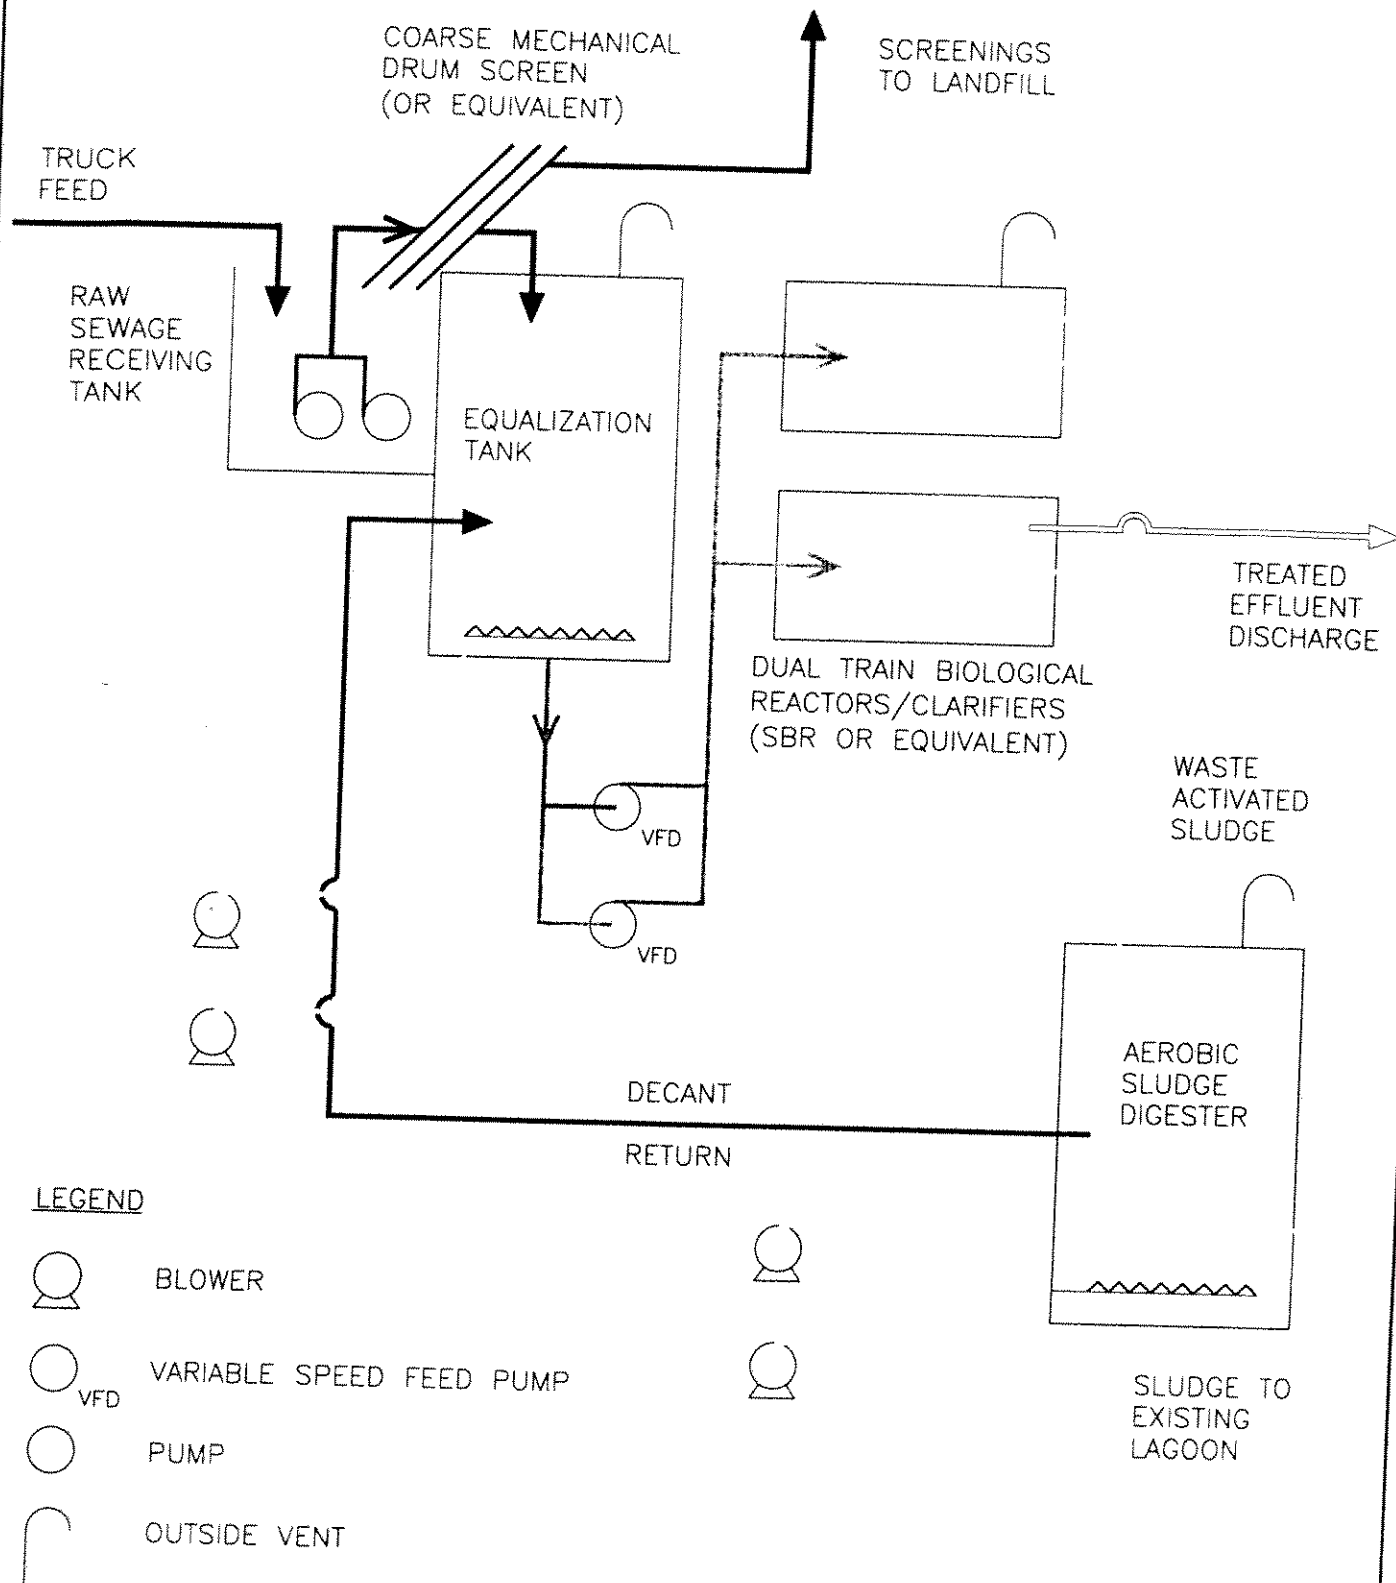 COARSE MECHANICAL
DRUM SCREEN
(OR EQUIVALENT)
SCREENINGS
TO LANDFILL
TRUCK
FEED
RAW
SEWAGE
RECEIVING
TANK
EQUALIZATION
TANK
TREATED
EFFLUENT
DISCHARGE
DUAL TRAIN BIOLOGICAL
REACTORS/CLARIFIERS
(SBR OR EQUIVALENT)
WASTE
ACTIVATED
SLUDGE
VFD
VFD
AEROBIC
SLUDGE
DIGESTER
DECANT
RETURN
LEGEND
BLOWER
VFD VARIABLE SPEED FEED PUMP
PUMP
OUTSIDE VENT
SLUDGE TO
EXISTING
LAGOON